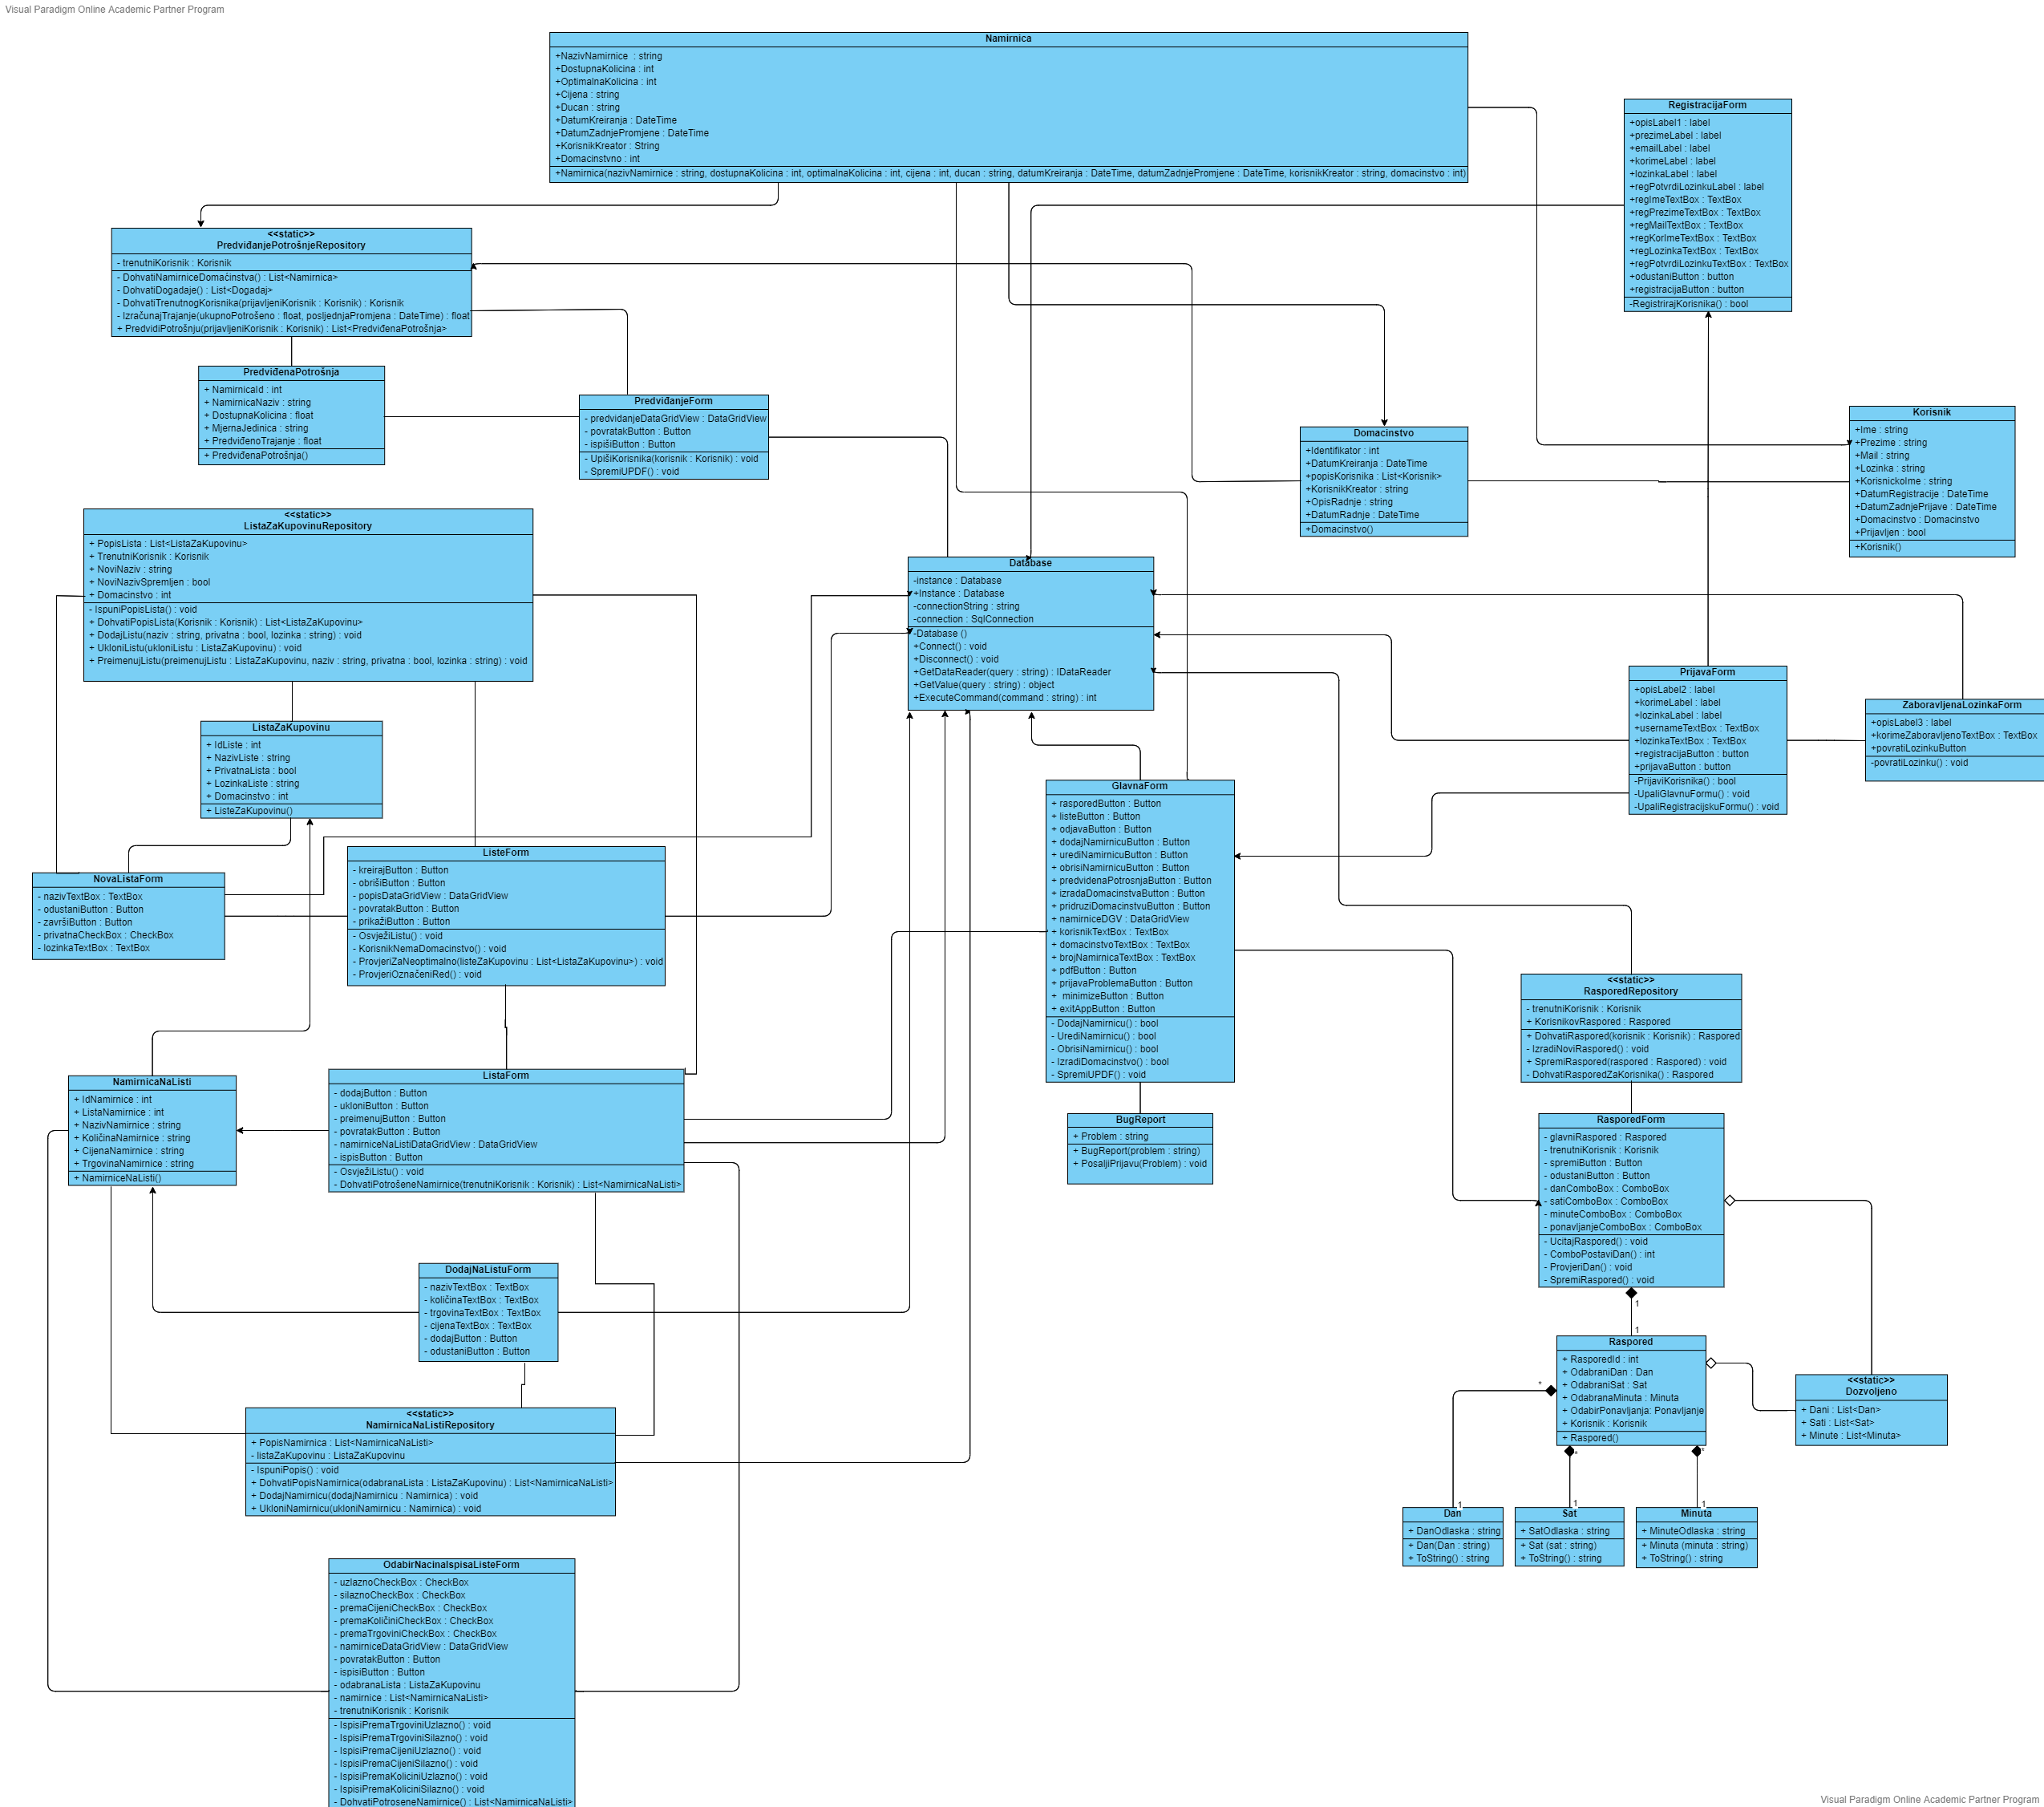 Visual Paradigm Online Academic Partner Program
Namirnica
+NazivNamirnice : string
+DostupnaKolicina : int
+OptimalnaKolicina : int
+Cijena : string
+Ducan : string
+DatumKreiranja : DateTime
+DatumZadnjePromjene : DateTime
+KorisnikKreator : String
+Domacinstvno : int
+Namirnica(nazivNamirnice : string, dostupnaKolicina : int, optimalnaKolicina : int, cijena : int, ducan : string, datumKreiranja : DateTime, datumZadnjePromjene : DateTime, korisnikKreator : string, domacinstvo : int)
RegistracijaForm
+opisLabel1 : label
+prezimeLabel : label
+emailLabel : label
+korimeLabel : label
+lozinkaLabel : label
+regPotvrdiLozinkuLabel : label
+regImeTextBox : TextBox
+regPrezimeTextBox : TextBox
+regMailTextBox : TextBox
+regKorImeTextBox : TextBox
+regLozinkaTextBox : TextBox
+regPotvrdiLozinkuTextBox : TextBox
+odustaniButton : button
+registracijaButton : button
-RegistrirajKorisnika() : bool
<<static>>
PredviđanjePotrošnjeRepository
- trenutniKorisnik : Korisnik
- DohvatiNamirniceDomaćinstva() : List<Namirnica>
- DohvatiDogadaje() : List<Dogadaj>
- DohvatiTrenutnogKorisnika(prijavljeniKorisnik : Korisnik) : Korisnik
- IzračunajTrajanje(ukupnoPotrošeno : float, posljednjaPromjena : DateTime) : float
+ PredvidiPotrošnju(prijavljeniKorisnik : Korisnik) : List<PredviđenaPotrošnja>
PredviđenaPotrošnja
+ NamirnicaId : int
+ NamirnicaNaziv : string
+ DostupnaKolicina : float
+ MjernaJedinica : string
+ PredviđenoTrajanje : float
+ PredviđenaPotrošnja()
PredviđanjeForm
- predvidanjeDataGridView : DataGridView
- povratakButton : Button
- ispišiButton : Button
- UpišiKorisnika(korisnik : Korisnik) : void
- SpremiUPDF() : void
Domacinstvo
+Identifikator : int
+DatumKreiranja : DateTime
+popisKorisnika : List<Korisnik>
+KorisnikKreator : string
+OpisRadnje : string
+DatumRadnje : DateTime
+Domacinstvo()
Korisnik
+Ime : string
+Prezime : string
+Mail : string
+Lozinka : string
+KorisnickoIme : string
+DatumRegistracije : DateTime
+DatumZadnjePrijave : DateTime
+Domacinstvo : Domacinstvo
+Prijavljen : bool
+Korisnik()
<<static>>
ListaZaKupovinuRepository
+ PopisLista : List<ListaZaKupovinu>
+ TrenutniKorisnik : Korisnik
+ NoviNaziv : string
+ NoviNazivSpremljen : bool
+ Domacinstvo : int
- IspuniPopisLista() : void
+ DohvatiPopisLista(Korisnik : Korisnik) : List<ListaZaKupovinu>
+ DodajListu(naziv : string, privatna : bool, lozinka : string) : void
+ UkloniListu(ukloniListu : ListaZaKupovinu) : void
+ PreimenujListu(preimenujListu : ListaZaKupovinu, naziv : string, privatna : bool, lozinka : string) : void
Database
-instance : Database
+Instance : Database
-connectionString : string
-connection : SqlConnection
-Database ()
+Connect() : void
+Disconnect() : void
+GetDataReader(query : string) : IDataReader
+GetValue(query : string) : object
+ExecuteCommand(command : string) : int
PrijavaForm
+opisLabel2 : label
+korimeLabel : label
+lozinkaLabel : label
+usernameTextBox : TextBox
+lozinkaTextBox : TextBox
+registracijaButton : button
+prijavaButton : button
-PrijaviKorisnika() : bool
-UpaliGlavnuFormu() : void
-UpaliRegistracijskuFormu() : void
ZaboravljenaLozinkaForm
+opisLabel3 : label
+korimeZaboravljenoTextBox : TextBox
+povratiLozinkuButton
-povratiLozinku() : void
ListaZaKupovinu
+ IdListe : int
+ NazivListe : string
+ PrivatnaLista : bool
+ LozinkaListe : string
+ Domacinstvo : int
+ ListeZaKupovinu()
NovaListaForm
- nazivTextBox : TextBox
- odustaniButton : Button
- završiButton : Button
- privatnaCheckBox : CheckBox
- lozinkaTextBox : TextBox
ListeForm
- kreirajButton : Button
- obrišiButton : Button
- popisDataGridView : DataGridView
- povratakButton : Button
- prikažiButton : Button
- OsvježiListu() : void
- KorisnikNemaDomacinstvo() : void
- ProvjeriZaNeoptimalno(listeZaKupovinu : List<ListaZaKupovinu>) : void
- ProvjeriOznačeniRed() : void
GlavnaForm
+ rasporedButton : Button
+ listeButton : Button
+ odjavaButton : Button
+ dodajNamirnicuButton : Button
+ urediNamirnicuButton : Button
+ obrisiNamirnicuButton : Button
+ predvidenaPotrosnjaButton : Button
+ izradaDomacinstvaButton : Button
+ pridruziDomacinstvuButton : Button
+ namirniceDGV : DataGridView
+ korisnikTextBox : TextBox
+ domacinstvoTextBox : TextBox
+ brojNamirnicaTextBox : TextBox
+ pdfButton : Button
+ prijavaProblemaButton : Button
+ minimizeButton : Button
+ exitAppButton : Button
- DodajNamirnicu() : bool
- UrediNamirnicu() : bool
- ObrisiNamirnicu() : bool
- IzradiDomacinstvo() : bool
- SpremiUPDF() : void
<<static>>
RasporedRepository
- trenutniKorisnik : Korisnik
+ KorisnikovRaspored : Raspored
+ DohvatiRaspored(korisnik : Korisnik) : Raspored
- IzradiNoviRaspored() : void
+ SpremiRaspored(raspored : Raspored) : void
- DohvatiRasporedZaKorisnika() : Raspored
NamirnicaNaListi
+ IdNamirnice : int
+ ListaNamirnice : int
+ NazivNamirnice : string
+ KoličinaNamirnice : string
+ CijenaNamirnice : string
+ TrgovinaNamirnice : string
+ NamirniceNaListi()
ListaForm
- dodajButton : Button
- ukloniButton : Button
- preimenujButton : Button
- povratakButton : Button
- namirniceNaListiDataGridView : DataGridView
- ispisButton : Button
- OsvježiListu() : void
- DohvatiPotrošeneNamirnice(trenutniKorisnik : Korisnik) : List<NamirnicaNaListi>
BugReport
+ Problem : string
+ BugReport(problem : string)
+ PosaljiPrijavu(Problem) : void
RasporedForm
- glavniRaspored : Raspored
- trenutniKorisnik : Korisnik
- spremiButton : Button
- odustaniButton : Button
- danComboBox : ComboBox
- satiComboBox : ComboBox
- minuteComboBox : ComboBox
- ponavljanjeComboBox : ComboBox
- UcitajRaspored() : void
- ComboPostaviDan() : int
- ProvjeriDan() : void
- SpremiRaspored() : void
1
1
DodajNaListuForm
- nazivTextBox : TextBox
- količinaTextBox : TextBox
- trgovinaTextBox : TextBox
- cijenaTextBox : TextBox
- dodajButton : Button
- odustaniButton : Button
Raspored
+ RasporedId : int
+ OdabraniDan : Dan
+ OdabraniSat : Sat
+ OdabranaMinuta : Minuta
+ OdabirPonavljanja: Ponavljanje
+ Korisnik : Korisnik
+ Raspored()
*
*
*
<<static>>
Dozvoljeno
+ Dani : List<Dan>
+ Sati : List<Sat>
+ Minute : List<Minuta>
<<static>>
NamirnicaNaListiRepository
+ PopisNamirnica : List<NamirnicaNaListi>
- listaZaKupovinu : ListaZaKupovinu
- IspuniPopis() : void
+ DohvatiPopisNamirnica(odabranaLista : ListaZaKupovinu) : List<NamirnicaNaListi>
+ DodajNamirnicu(dodajNamirnicu : Namirnica) : void
+ UkloniNamirnicu(ukloniNamirnicu : Namirnica) : void
1
1
1
Dan
+ DanOdlaska : string
+ Dan(Dan : string)
+ ToString() : string
Sat
+ SatOdlaska : string
+ Sat (sat : string)
+ ToString() : string
Minuta
+ MinuteOdlaska : string
+ Minuta (minuta : string)
+ ToString() : string
OdabirNacinaIspisaListeForm
- uzlaznoCheckBox : CheckBox
- silaznoCheckBox : CheckBox
- premaCijeniCheckBox : CheckBox
- premaKoličiniCheckBox : CheckBox
- premaTrgoviniCheckBox : CheckBox
- namirniceDataGridView : DataGridView
- povratakButton : Button
- ispisiButton : Button
- odabranaLista : ListaZaKupovinu
- namirnice : List<NamirnicaNaListi>
- trenutniKorisnik : Korisnik
- IspisiPremaTrgoviniUzlazno() : void
- IspisiPremaTrgoviniSilazno() : void
- IspisiPremaCijeniUzlazno() : void
- IspisiPremaCijeniSilazno() : void
- IspisiPremaKoliciniUzlazno() : void
- IspisiPremaKoliciniSilazno() : void
- DohvatiPotroseneNamirnice() : List<NamirnicaNaListi>
Visual Paradigm Online Academic Partner Program